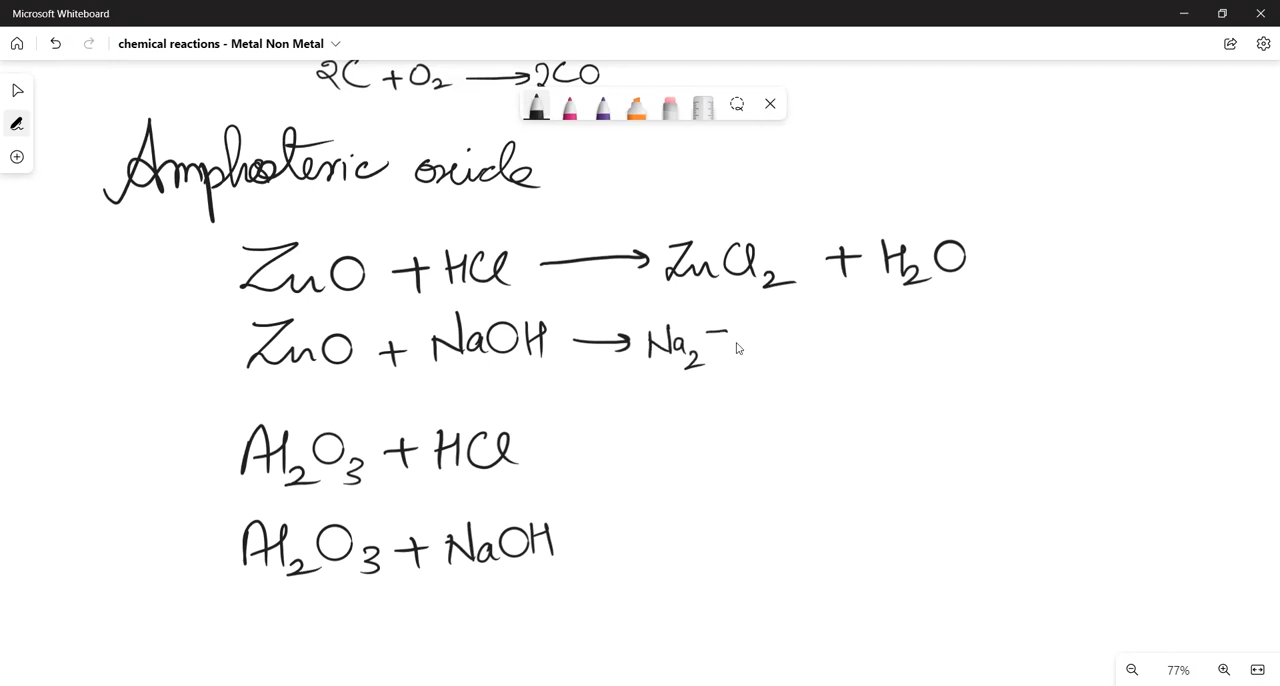 Microsoft Whiteboard
chemical reactions - Metal Non Metal
2C + O2 → 2CO
Amphoteric oxide
ZnO + HCl → ZnCl2 + H2O
ZnO + NaOH → Na2
Al2O3 + HCl
Al2O3 + NaOH
77%